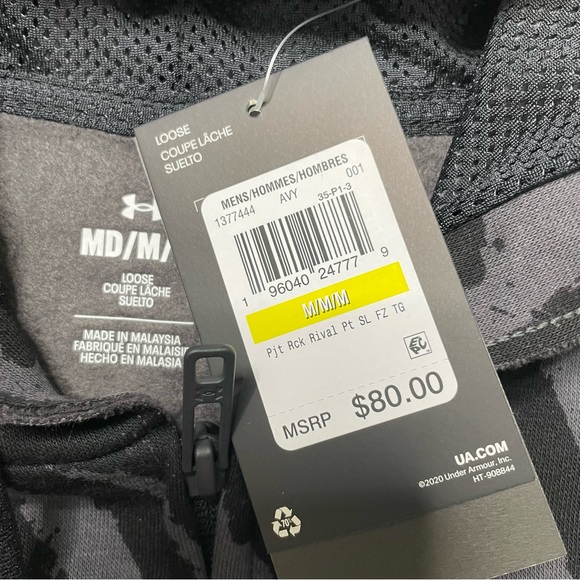 LOOSE
COUPE LÂCHE
SUELTO
MENS/HOMMES/HOMBRES
1377444 AVY 001
35-P1-3
1 96040 24777 9
M/M/M
Pjt Rck Rival Pt SL FZ TG
MSRP $80.00
UA.COM
©2020 Under Armour, Inc.
HT-908844
70%
MD/M/
LOOSE
COUPE LÂCHE
SUELTO
MADE IN MALAYSIA
FABRIQUÉ EN MALAISIE
HECHO EN MALASIA